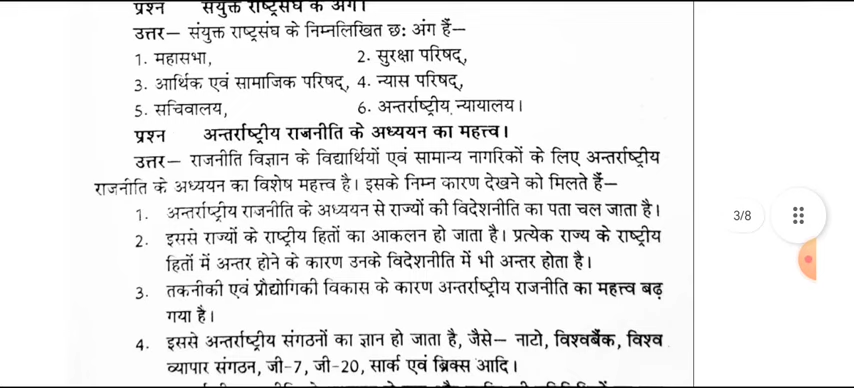 प्रश्न संयुक्त राष्ट्रसंघ के अंग।
उत्तर— संयुक्त राष्ट्रसंघ के निम्नलिखित छ: अंग हैं—
1. महासभा, 2. सुरक्षा परिषद्,
3. आर्थिक एवं सामाजिक परिषद्, 4. न्यास परिषद्,
5. सचिवालय, 6. अन्तर्राष्ट्रीय न्यायालय।
प्रश्न अन्तर्राष्ट्रीय राजनीति के अध्ययन का महत्त्व।
उत्तर— राजनीति विज्ञान के विद्यार्थियों एवं सामान्य नागरिकों के लिए अन्तर्राष्ट्रीय
राजनीति के अध्ययन का विशेष महत्त्व है। इसके निम्न कारण देखने को मिलते हैं—
1. अन्तर्राष्ट्रीय राजनीति के अध्ययन से राज्यों की विदेशनीति का पता चल जाता है।
2. इससे राज्यों के राष्ट्रीय हितों का आकलन हो जाता है। प्रत्येक राज्य के राष्ट्रीय
हितों में अन्तर होने के कारण उनके विदेशनीति में भी अन्तर होता है।
3. तकनीकी एवं प्रौद्योगिकी विकास के कारण अन्तर्राष्ट्रीय राजनीति का महत्त्व बढ़
गया है।
4. इससे अन्तर्राष्ट्रीय संगठनों का ज्ञान हो जाता है, जैसे— नाटो, विश्वबैंक, विश्व
व्यापार संगठन, जी-7, जी-20, सार्क एवं ब्रिक्स आदि।
3/8